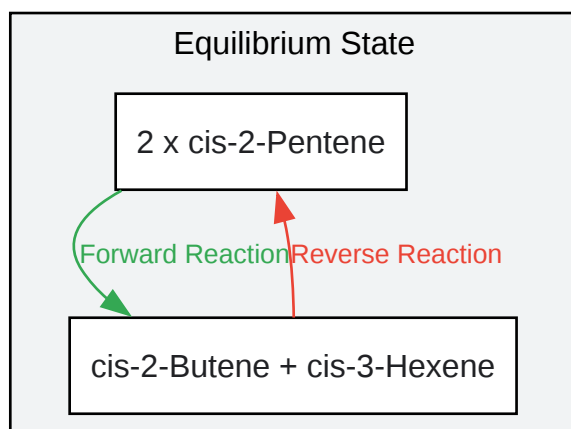 Equilibrium State
2 x cis-2-Pentene
Forward Reaction
Reverse Reaction
cis-2-Butene + cis-3-Hexene